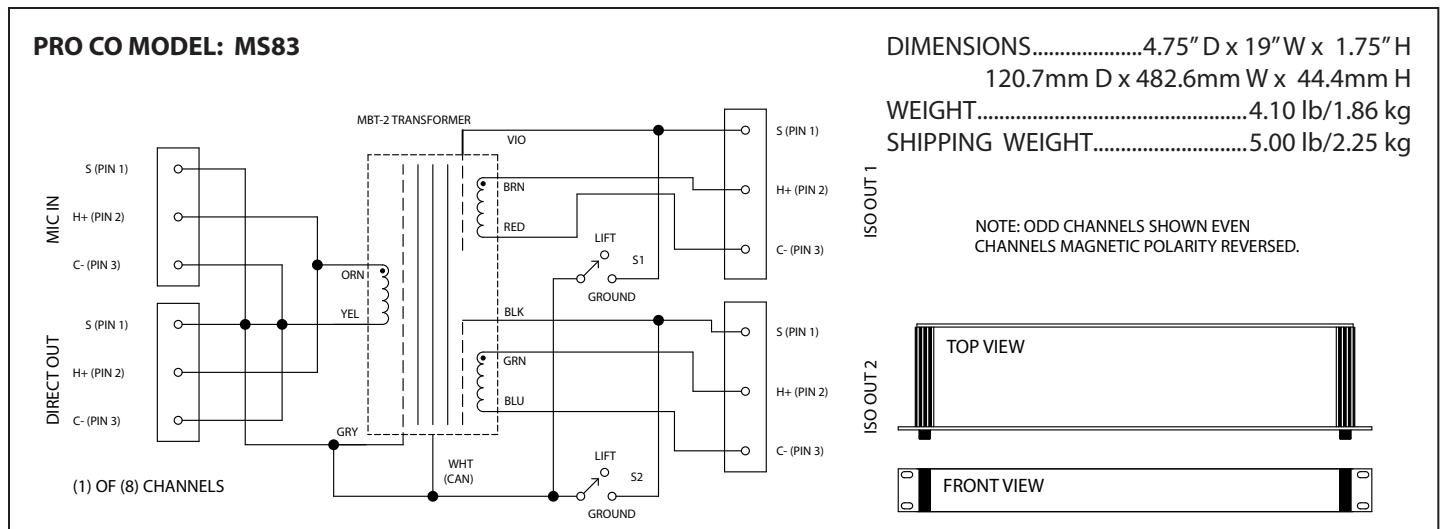 PRO CO MODEL: MS83
DIMENSIONS......................4.75" D x 19" W x 1.75" H
120.7mm D x 482.6mm W x 44.4mm H
WEIGHT.......................................4.10 lb/1.86 kg
SHIPPING WEIGHT......................5.00 lb/2.25 kg
MBT-2 TRANSFORMER
MIC IN
S (PIN 1)
H+ (PIN 2)
C- (PIN 3)
DIRECT OUT
S (PIN 1)
H+ (PIN 2)
C- (PIN 3)
ORN
YEL
GRY
WHT
(CAN)
VIO
BRN
RED
BLK
GRN
BLU
LIFT
S1
GROUND
LIFT
S2
GROUND
S (PIN 1)
H+ (PIN 2)
C- (PIN 3)
ISO OUT 1
S (PIN 1)
H+ (PIN 2)
C- (PIN 3)
ISO OUT 2
(1) OF (8) CHANNELS
NOTE: ODD CHANNELS SHOWN EVEN
CHANNELS MAGNETIC POLARITY REVERSED.
TOP VIEW
FRONT VIEW